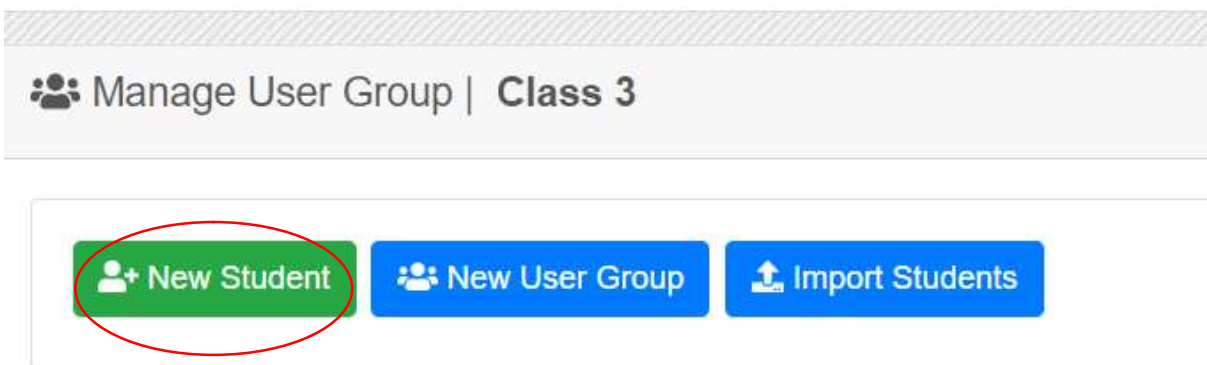 Manage User Group | Class 3
New Student New User Group Import Students